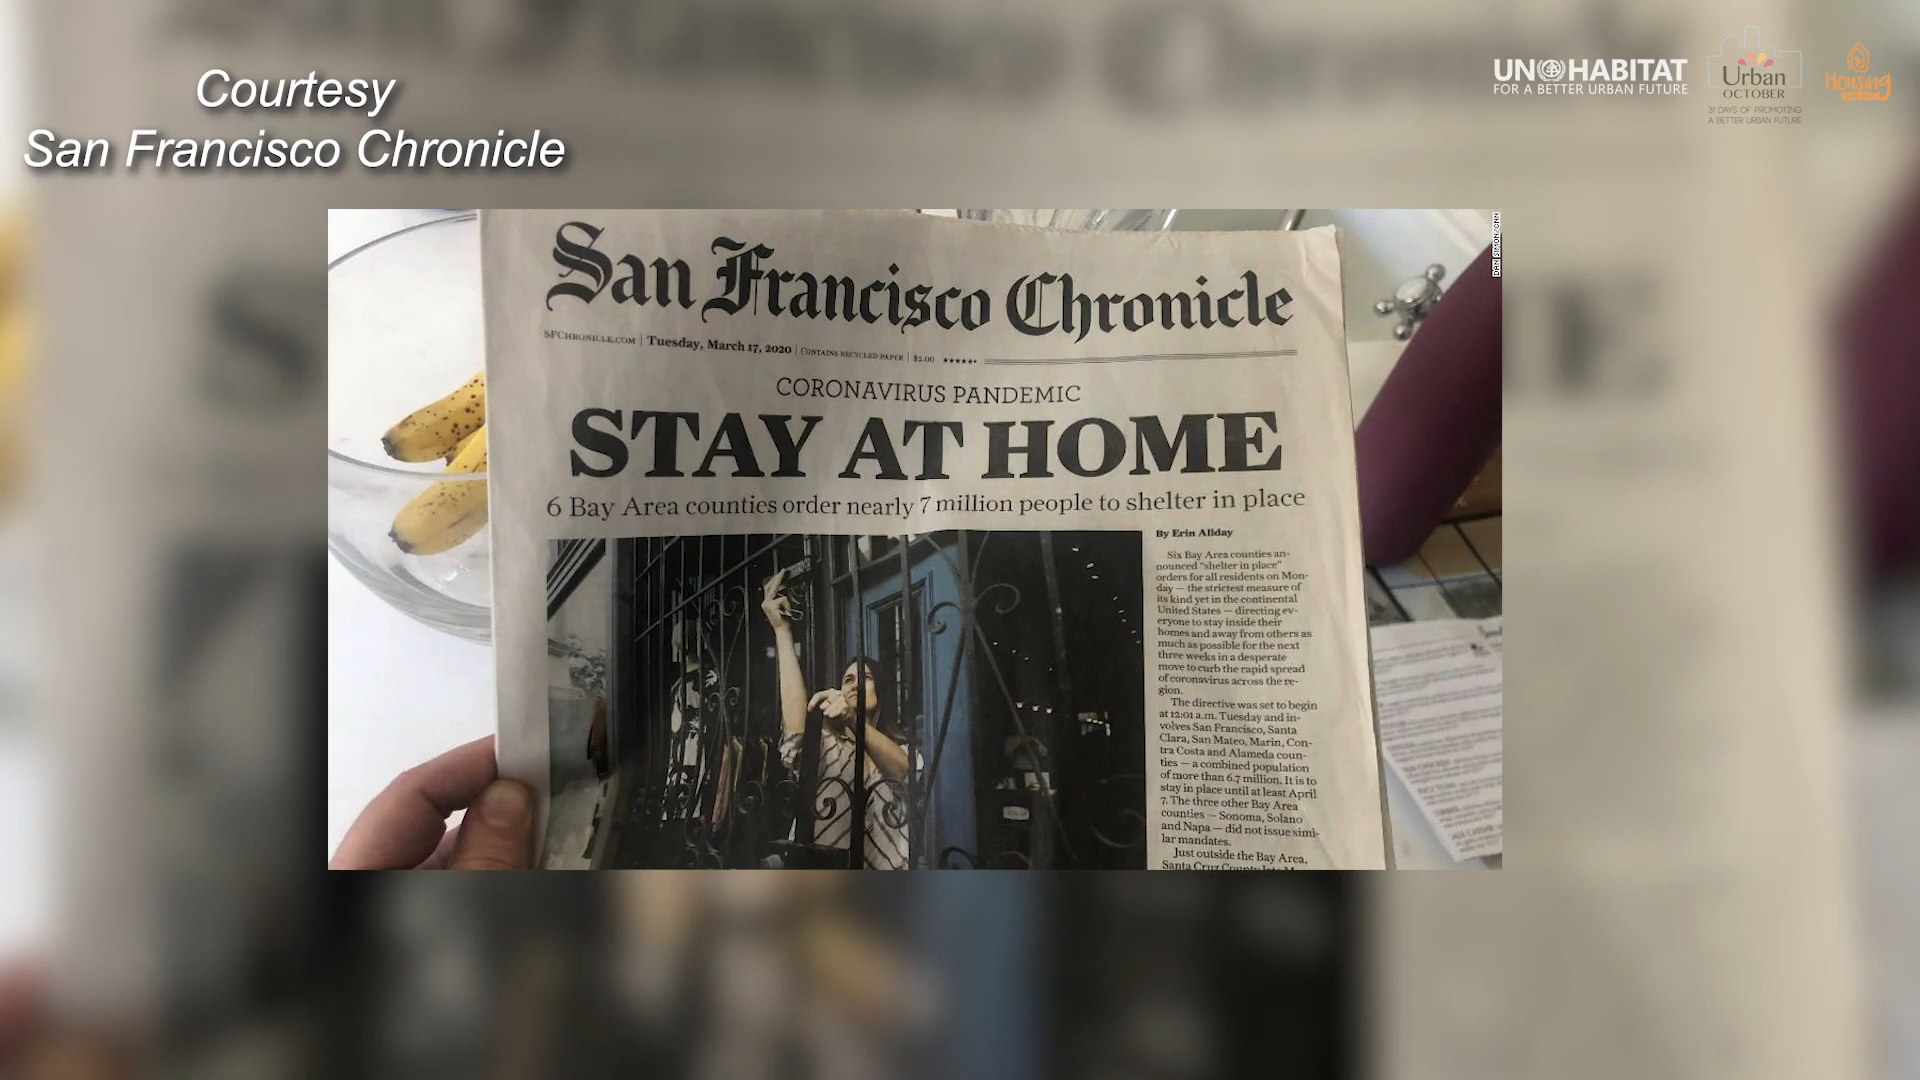 Courtesy
San Francisco Chronicle
UN HABITAT
FOR A BETTER URBAN FUTURE
Urban
OCTOBER
31 DAYS OF PROMOTING
A BETTER URBAN FUTURE
Housing
DAN SIMON/CNN
San Francisco Chronicle
SFCHRONICLE.COM | Tuesday, March 17, 2020 | CONTAINS RECYCLED PAPER | $2.00 ★★★★★
CORONAVIRUS PANDEMIC
STAY AT HOME
6 Bay Area counties order nearly 7 million people to shelter in place
By Erin Allday
Six Bay Area counties an-
nounced “shelter in place”
orders for all residents on Mon-
day — the strictest measure of
its kind yet in the continental
United States — directing ev-
eryone to stay inside their
homes and away from others as
much as possible for the next
three weeks in a desperate
move to curb the rapid spread
of coronavirus across the re-
gion.
The directive was set to begin
at 12:01 a.m. Tuesday and in-
volves San Francisco, Santa
Clara, San Mateo, Marin, Con-
tra Costa and Alameda coun-
ties — a combined population
of more than 6.7 million. It is to
stay in place until at least April
7. The three other Bay Area
counties — Sonoma, Solano
and Napa — did not issue simi-
lar mandates.
Just outside the Bay Area,
Santa Cruz County